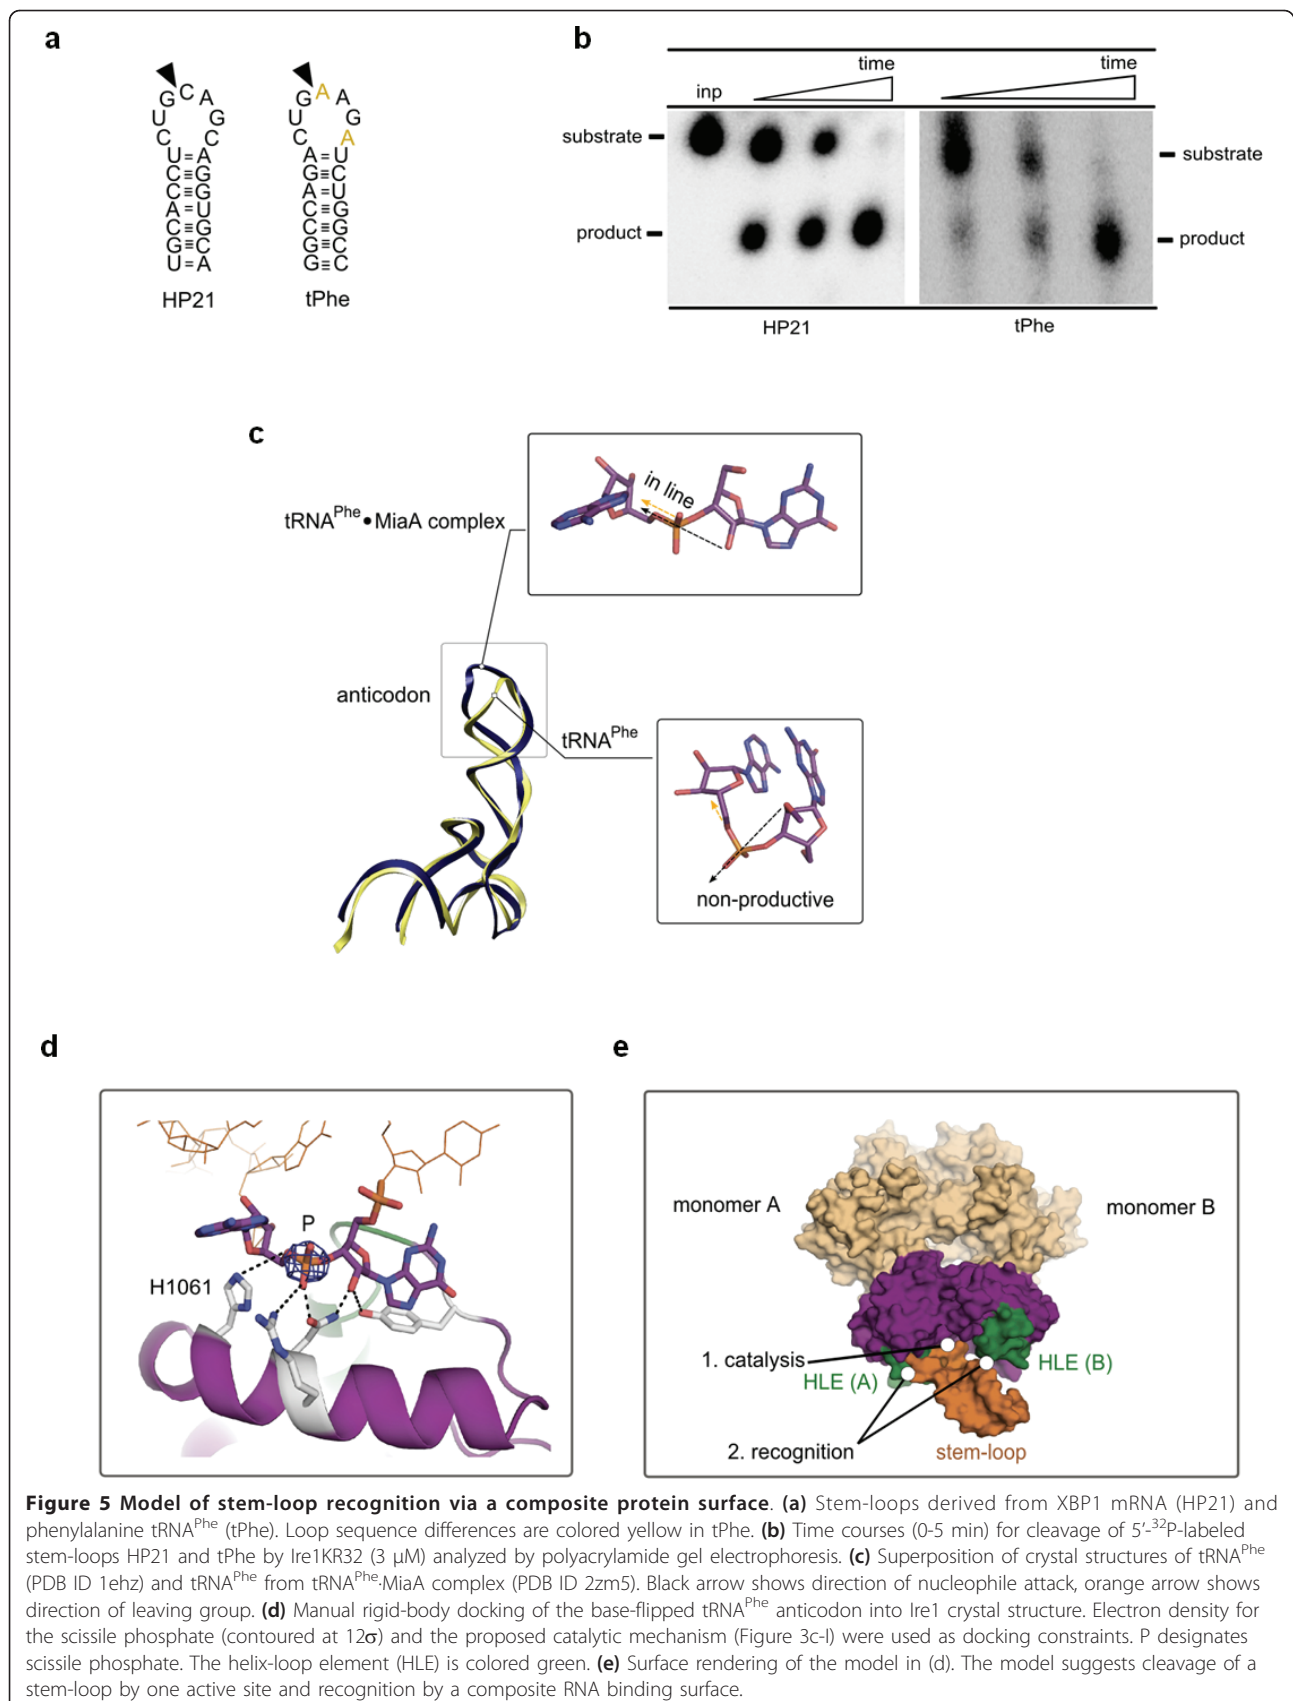 a
G C A
U G
C C
U = A
C ≡ G
C ≡ G
A = U
C ≡ G
G ≡ C
U = A
HP21
G A A
U G
C A
A = U
G ≡ C
A = U
C ≡ G
C ≡ G
G ≡ C
G ≡ C
tPhe
b
time
time
inp
substrate
substrate
product
product
HP21
tPhe
c
in line
tRNAPhe•MiaA complex
anticodon
tRNAPhe
non-productive
d
P
H1061
e
monomer A
monomer B
1. catalysis
HLE (B)
HLE (A)
2. recognition
stem-loop
Figure 5 Model of stem-loop recognition via a composite protein surface. (a) Stem-loops derived from XBP1 mRNA (HP21) and
phenylalanine tRNAPhe (tPhe). Loop sequence differences are colored yellow in tPhe. (b) Time courses (0-5 min) for cleavage of 5′-32P-labeled
stem-loops HP21 and tPhe by Ire1KR32 (3 μM) analyzed by polyacrylamide gel electrophoresis. (c) Superposition of crystal structures of tRNAPhe
(PDB ID 1ehz) and tRNAPhe from tRNAPhe·MiaA complex (PDB ID 2zm5). Black arrow shows direction of nucleophile attack, orange arrow shows
direction of leaving group. (d) Manual rigid-body docking of the base-flipped tRNAPhe anticodon into Ire1 crystal structure. Electron density for
the scissile phosphate (contoured at 12σ) and the proposed catalytic mechanism (Figure 3c-I) were used as docking constraints. P designates
scissile phosphate. The helix-loop element (HLE) is colored green. (e) Surface rendering of the model in (d). The model suggests cleavage of a
stem-loop by one active site and recognition by a composite RNA binding surface.